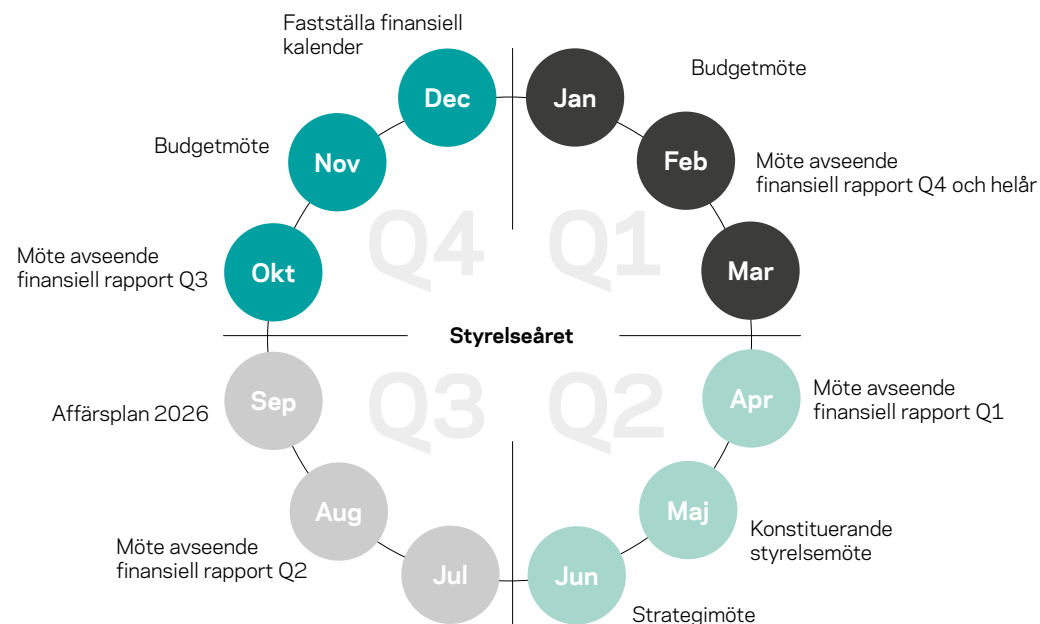 Fastställa finansiell
kalender
Dec
Jan
Budgetmöte
Budgetmöte
Nov
Feb
Möte avseende
finansiell rapport Q4 och helår
Q4
Q1
Möte avseende
finansiell rapport Q3
Okt
Mar
Styrelseåret
Affärsplan 2026
Sep
Q3
Q2
Apr
Möte avseende
finansiell rapport Q1
Aug
Maj
Möte avseende
finansiell rapport Q2
Konstituerande
styrelsemöte
Jul
Jun
Strategimöte